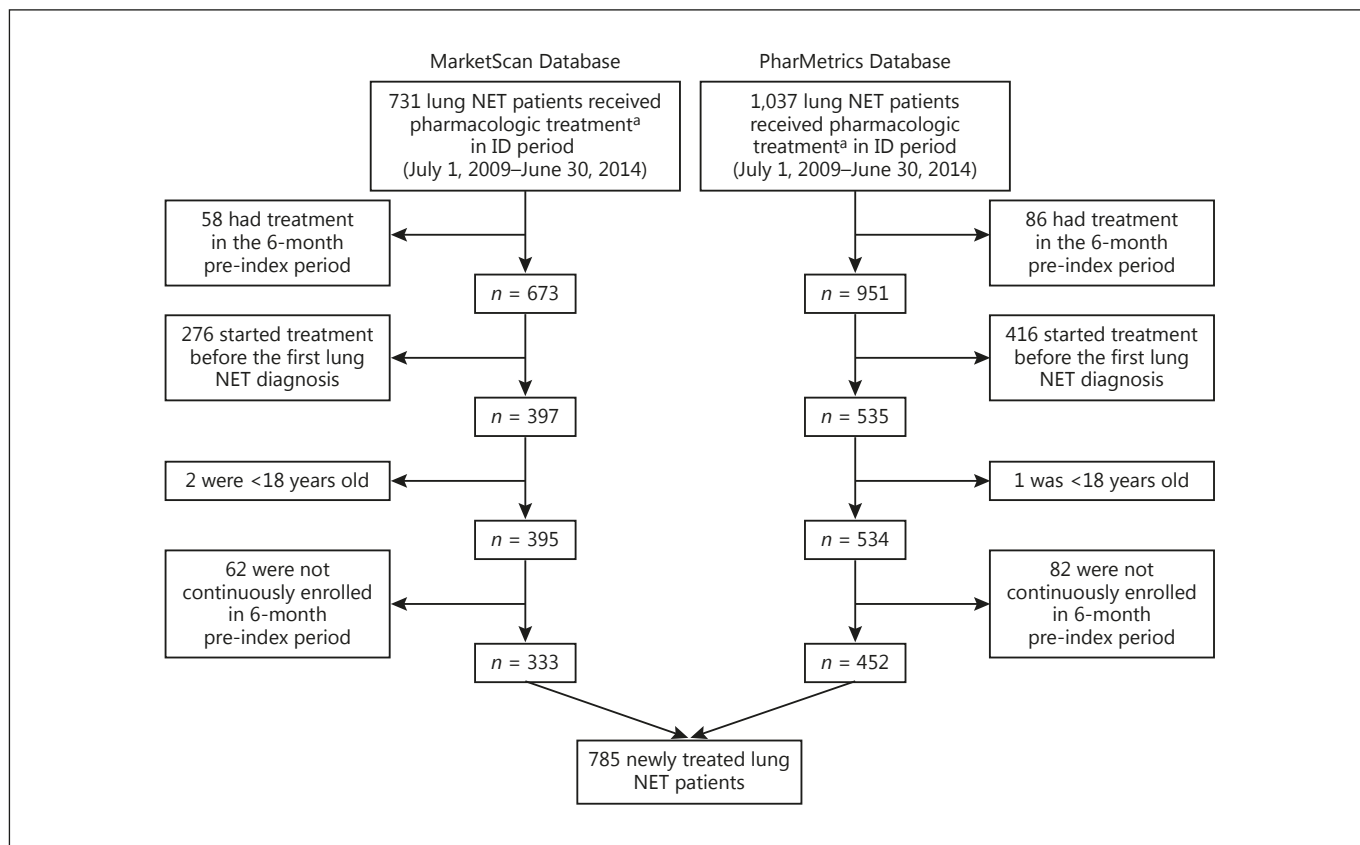 MarketScan Database
731 lung NET patients received
pharmacologic treatmentᵃ
in ID period
(July 1, 2009–June 30, 2014)
58 had treatment
in the 6-month
pre-index period
n = 673
276 started treatment
before the first lung
NET diagnosis
n = 397
2 were <18 years old
n = 395
62 were not
continuously enrolled
in 6-month
pre-index period
n = 333
PharMetrics Database
1,037 lung NET patients
received pharmacologic
treatmentᵃ in ID period
(July 1, 2009–June 30, 2014)
86 had treatment
in the 6-month
pre-index period
n = 951
416 started treatment
before the first lung
NET diagnosis
n = 535
1 was <18 years old
n = 534
82 were not
continuously enrolled
in 6-month
pre-index period
n = 452
785 newly treated lung
NET patients